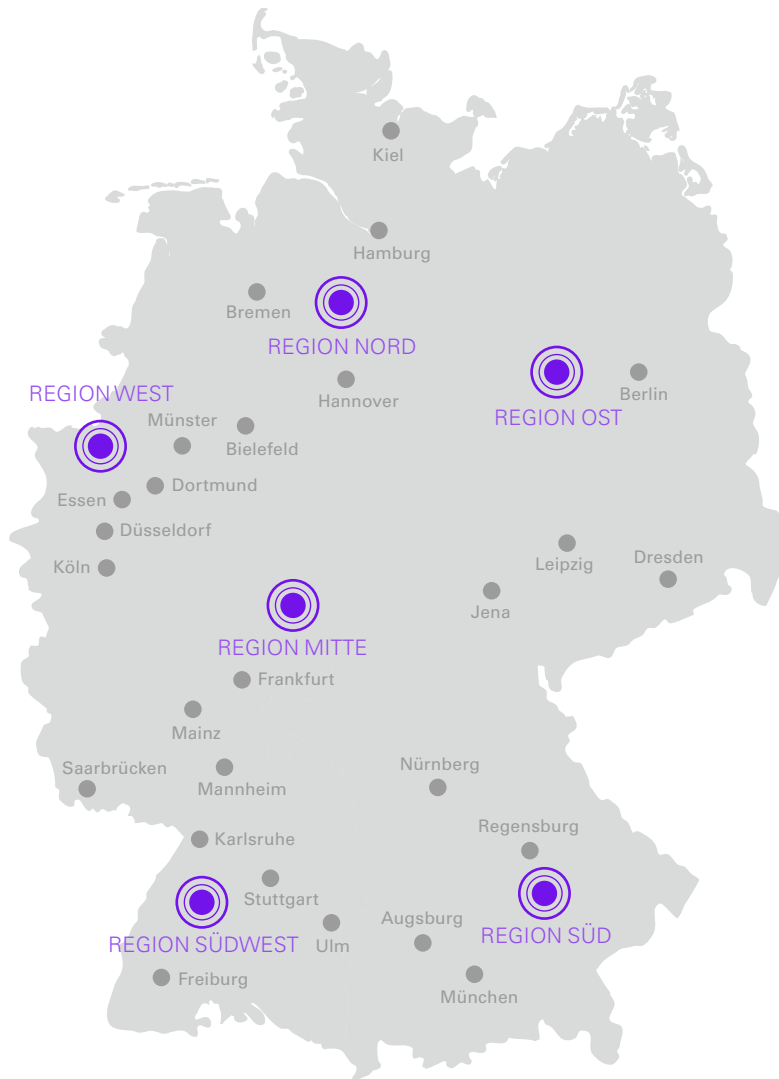 Kiel
Hamburg
Bremen
REGION NORD
Hannover
Berlin
REGION WEST
REGION OST
Münster
Bielefeld
Dortmund
Essen
Düsseldorf
Köln
Leipzig
Dresden
Jena
REGION MITTE
Frankfurt
Mainz
Saarbrücken
Mannheim
Nürnberg
Regensburg
Karlsruhe
Stuttgart
Augsburg
REGION SÜD
REGION SÜDWEST
Ulm
Freiburg
München